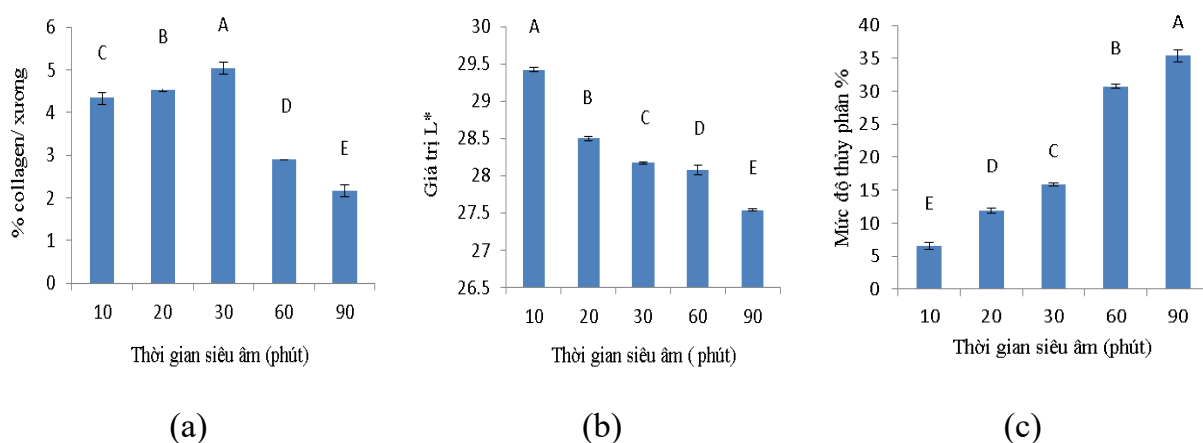 % collagen/ xương
6
5
4
3
2
1
0
C
B
A
D
E
10 20 30 60 90
Thời gian siêu âm (phút)
(a)
Giá trị L*
30
29.5
29
28.5
28
27.5
27
26.5
A
B
C
D
E
10 20 30 60 90
Thời gian siêu âm ( phút)
(b)
Mức độ thủy phân %
40
35
30
25
20
15
10
5
0
E
D
C
B
A
10 20 30 60 90
Thời gian siêu âm (phút)
(c)